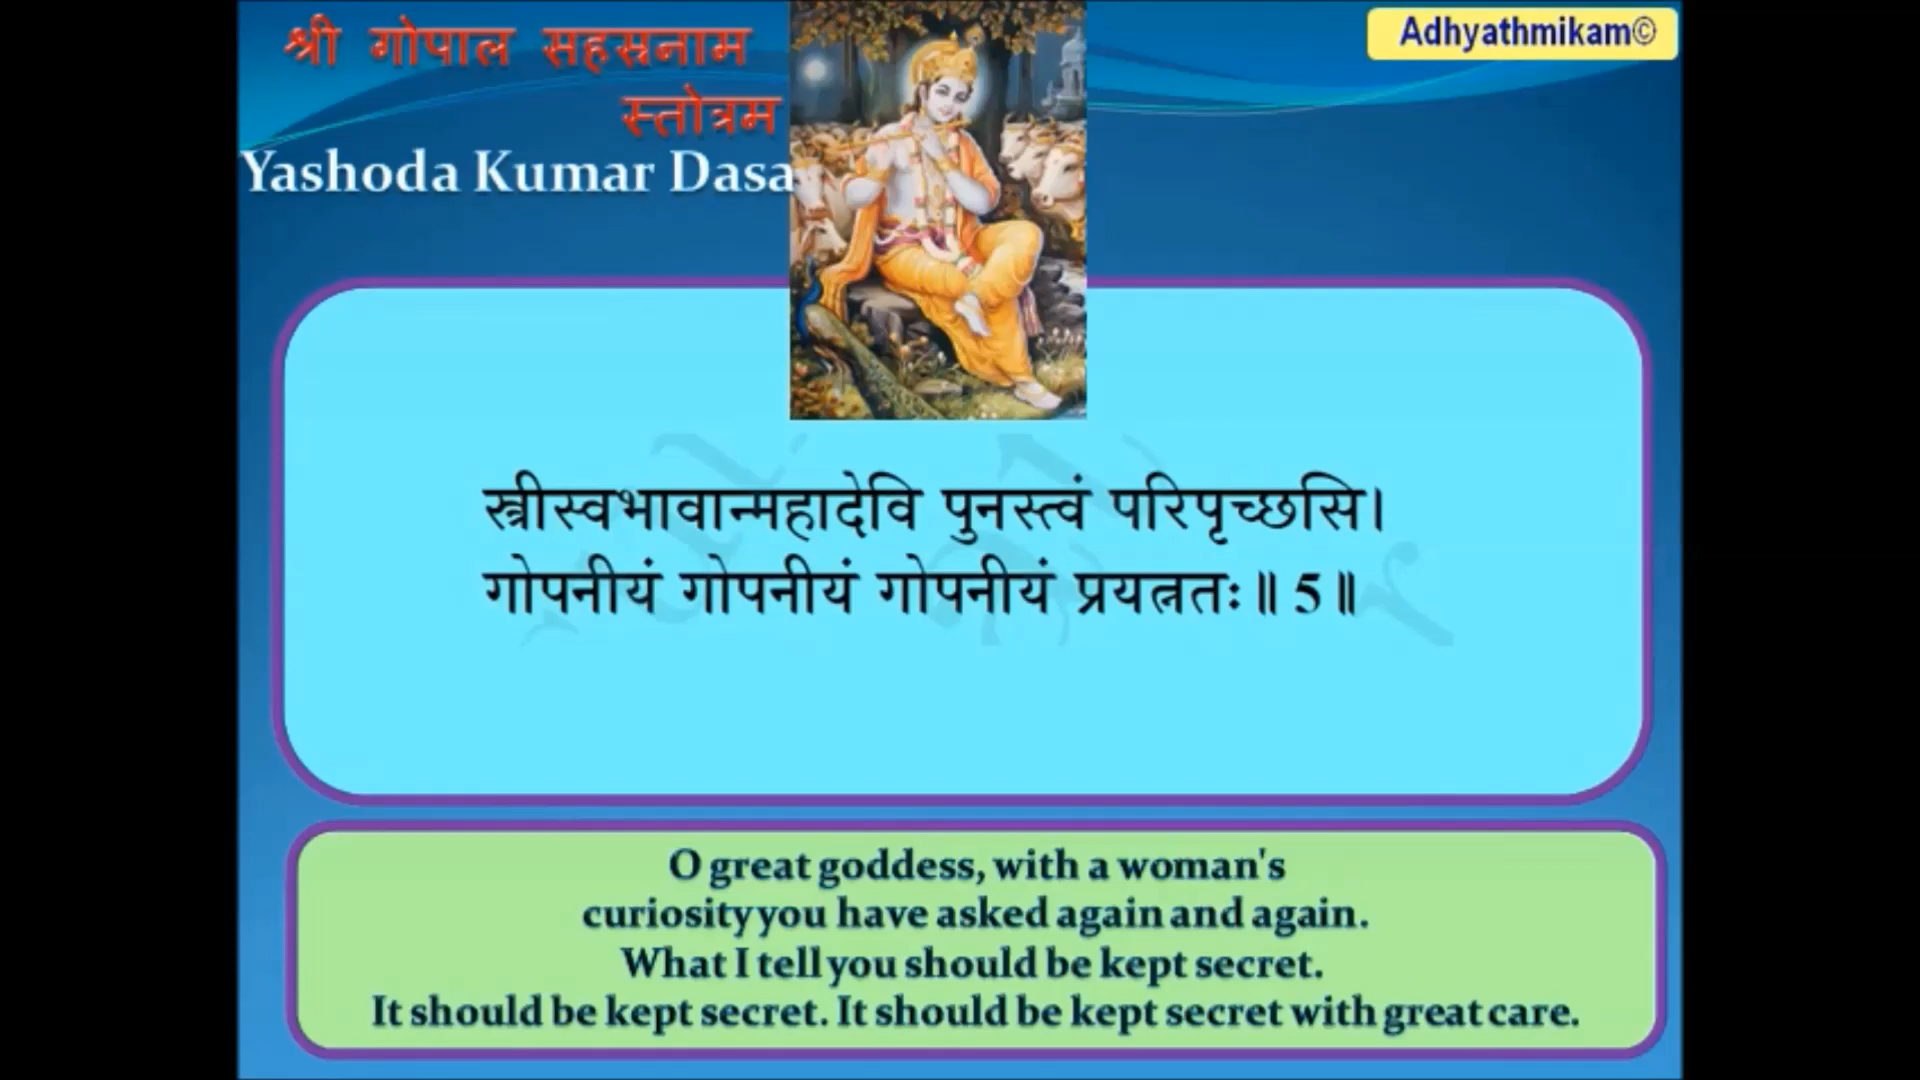 श्री गोपाल सहस्रनाम
स्तोत्रम
Yashoda Kumar Dasa
Adhyathmikam©
स्त्रीस्वभावान्महादेवि पुनस्त्वं परिपृच्छसि।
गोपनीयं गोपनीयं गोपनीयं प्रयत्नतः॥ 5॥
O great goddess, with a woman's
curiosity you have asked again and again.
What I tell you should be kept secret.
It should be kept secret. It should be kept secret with great care.